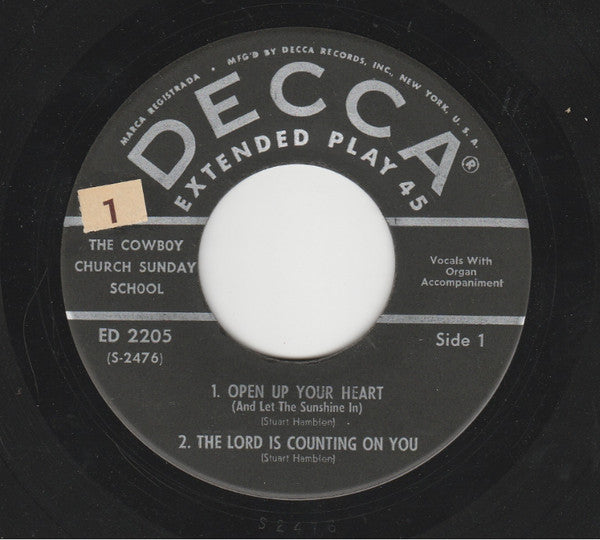 MARCA REGISTRADA • MFG'D BY DECCA RECORDS, INC., NEW YORK, U. S. A.
DECCA®
EXTENDED PLAY 45
1
THE COWBOY
CHURCH SUNDAY
SCHOOL
Vocals With
Organ
Accompaniment
ED 2205
(S-2476)
Side 1
1. OPEN UP YOUR HEART
(And Let The Sunshine In)
(Stuart Hamblen)
2. THE LORD IS COUNTING ON YOU
(Stuart Hamblen)
S 2476